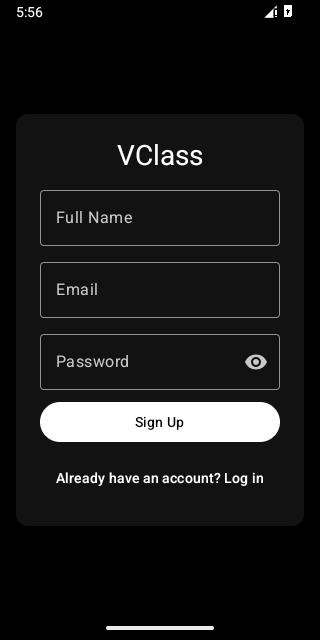 5:56
VClass
Full Name
Email
Password
Sign Up
Already have an account? Log in